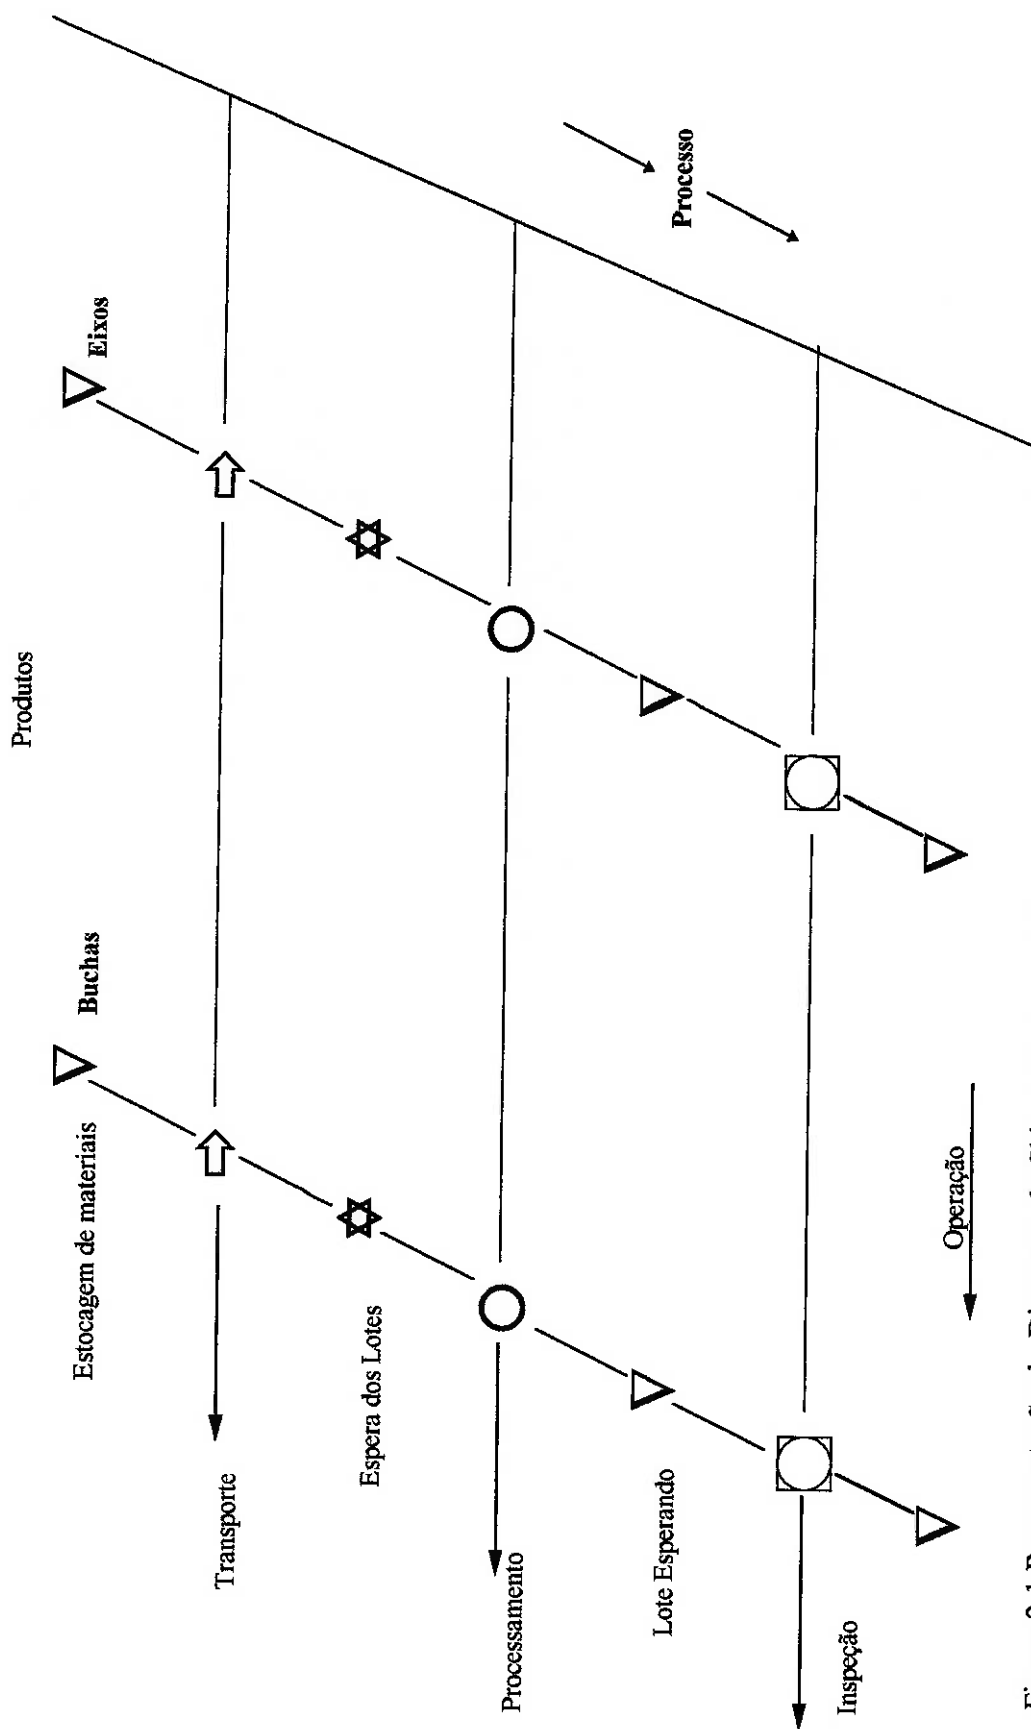 Produtos
Estocagem de materiais
Buchas
Eixos
Transporte
Espera dos Lotes
Processamento
Lote Esperando
Processo
Inspeção
Operação